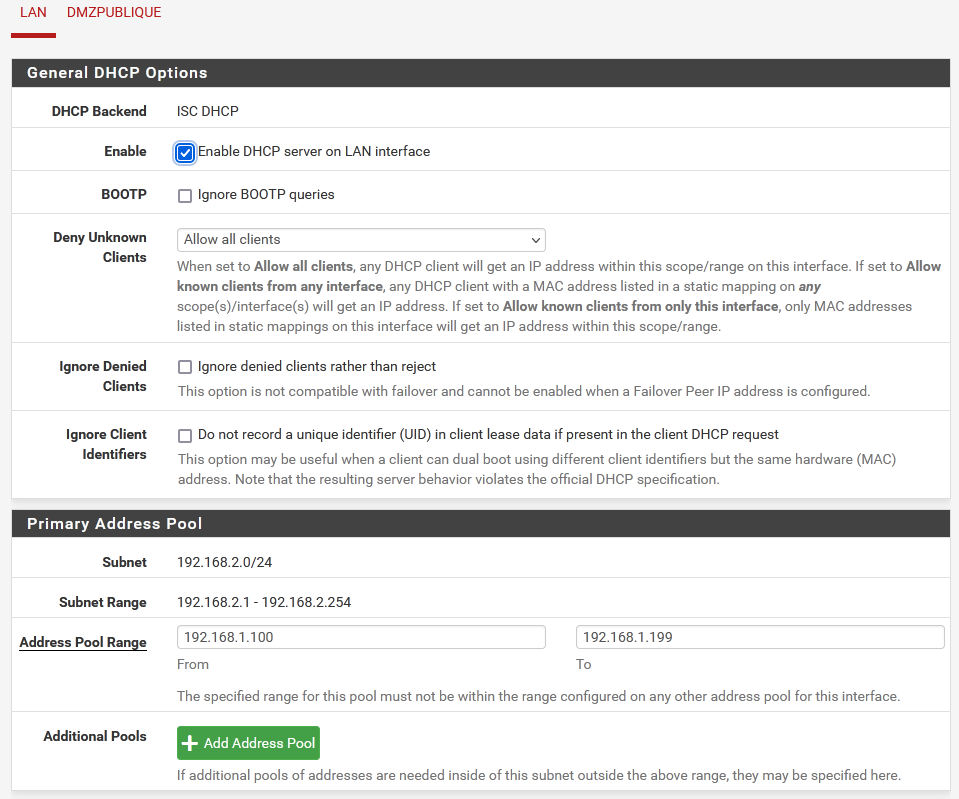 LAN DMZPUBLIQUE
General DHCP Options
DHCP Backend ISC DHCP
Enable Enable DHCP server on LAN interface
BOOTP Ignore BOOTP queries
Deny Unknown Clients Allow all clients
When set to Allow all clients, any DHCP client will get an IP address within this scope/range on this interface. If set to Allow
known clients from any interface, any DHCP client with a MAC address listed in a static mapping on any
scope(s)/interface(s) will get an IP address. If set to Allow known clients from only this interface, only MAC addresses
listed in static mappings on this interface will get an IP address within this scope/range.
Ignore Denied Clients Ignore denied clients rather than reject
This option is not compatible with failover and cannot be enabled when a Failover Peer IP address is configured.
Ignore Client Identifiers Do not record a unique identifier (UID) in client lease data if present in the client DHCP request
This option may be useful when a client can dual boot using different client identifiers but the same hardware (MAC)
address. Note that the resulting server behavior violates the official DHCP specification.
Primary Address Pool
Subnet 192.168.2.0/24
Subnet Range 192.168.2.1 - 192.168.2.254
Address Pool Range 192.168.1.100 192.168.1.199
From To
The specified range for this pool must not be within the range configured on any other address pool for this interface.
Additional Pools Add Address Pool
If additional pools of addresses are needed inside of this subnet outside the above range, they may be specified here.